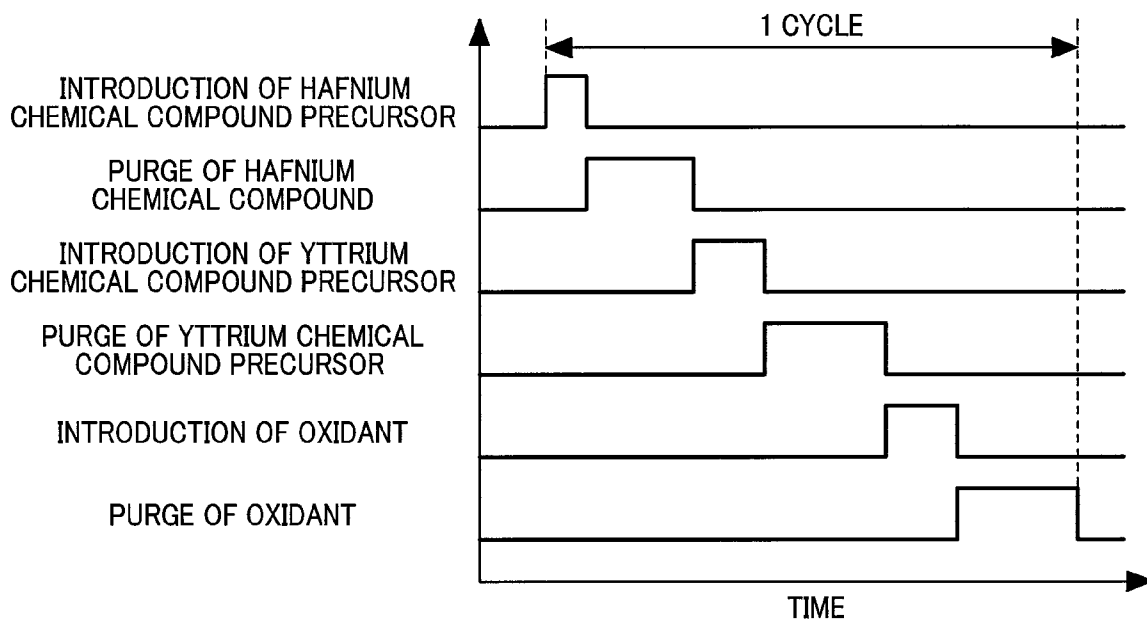 1 CYCLE
INTRODUCTION OF HAFNIUM
CHEMICAL COMPOUND PRECURSOR
PURGE OF HAFNIUM
CHEMICAL COMPOUND
INTRODUCTION OF YTTRIUM
CHEMICAL COMPOUND PRECURSOR
PURGE OF YTTRIUM CHEMICAL
COMPOUND PRECURSOR
INTRODUCTION OF OXIDANT
PURGE OF OXIDANT
TIME